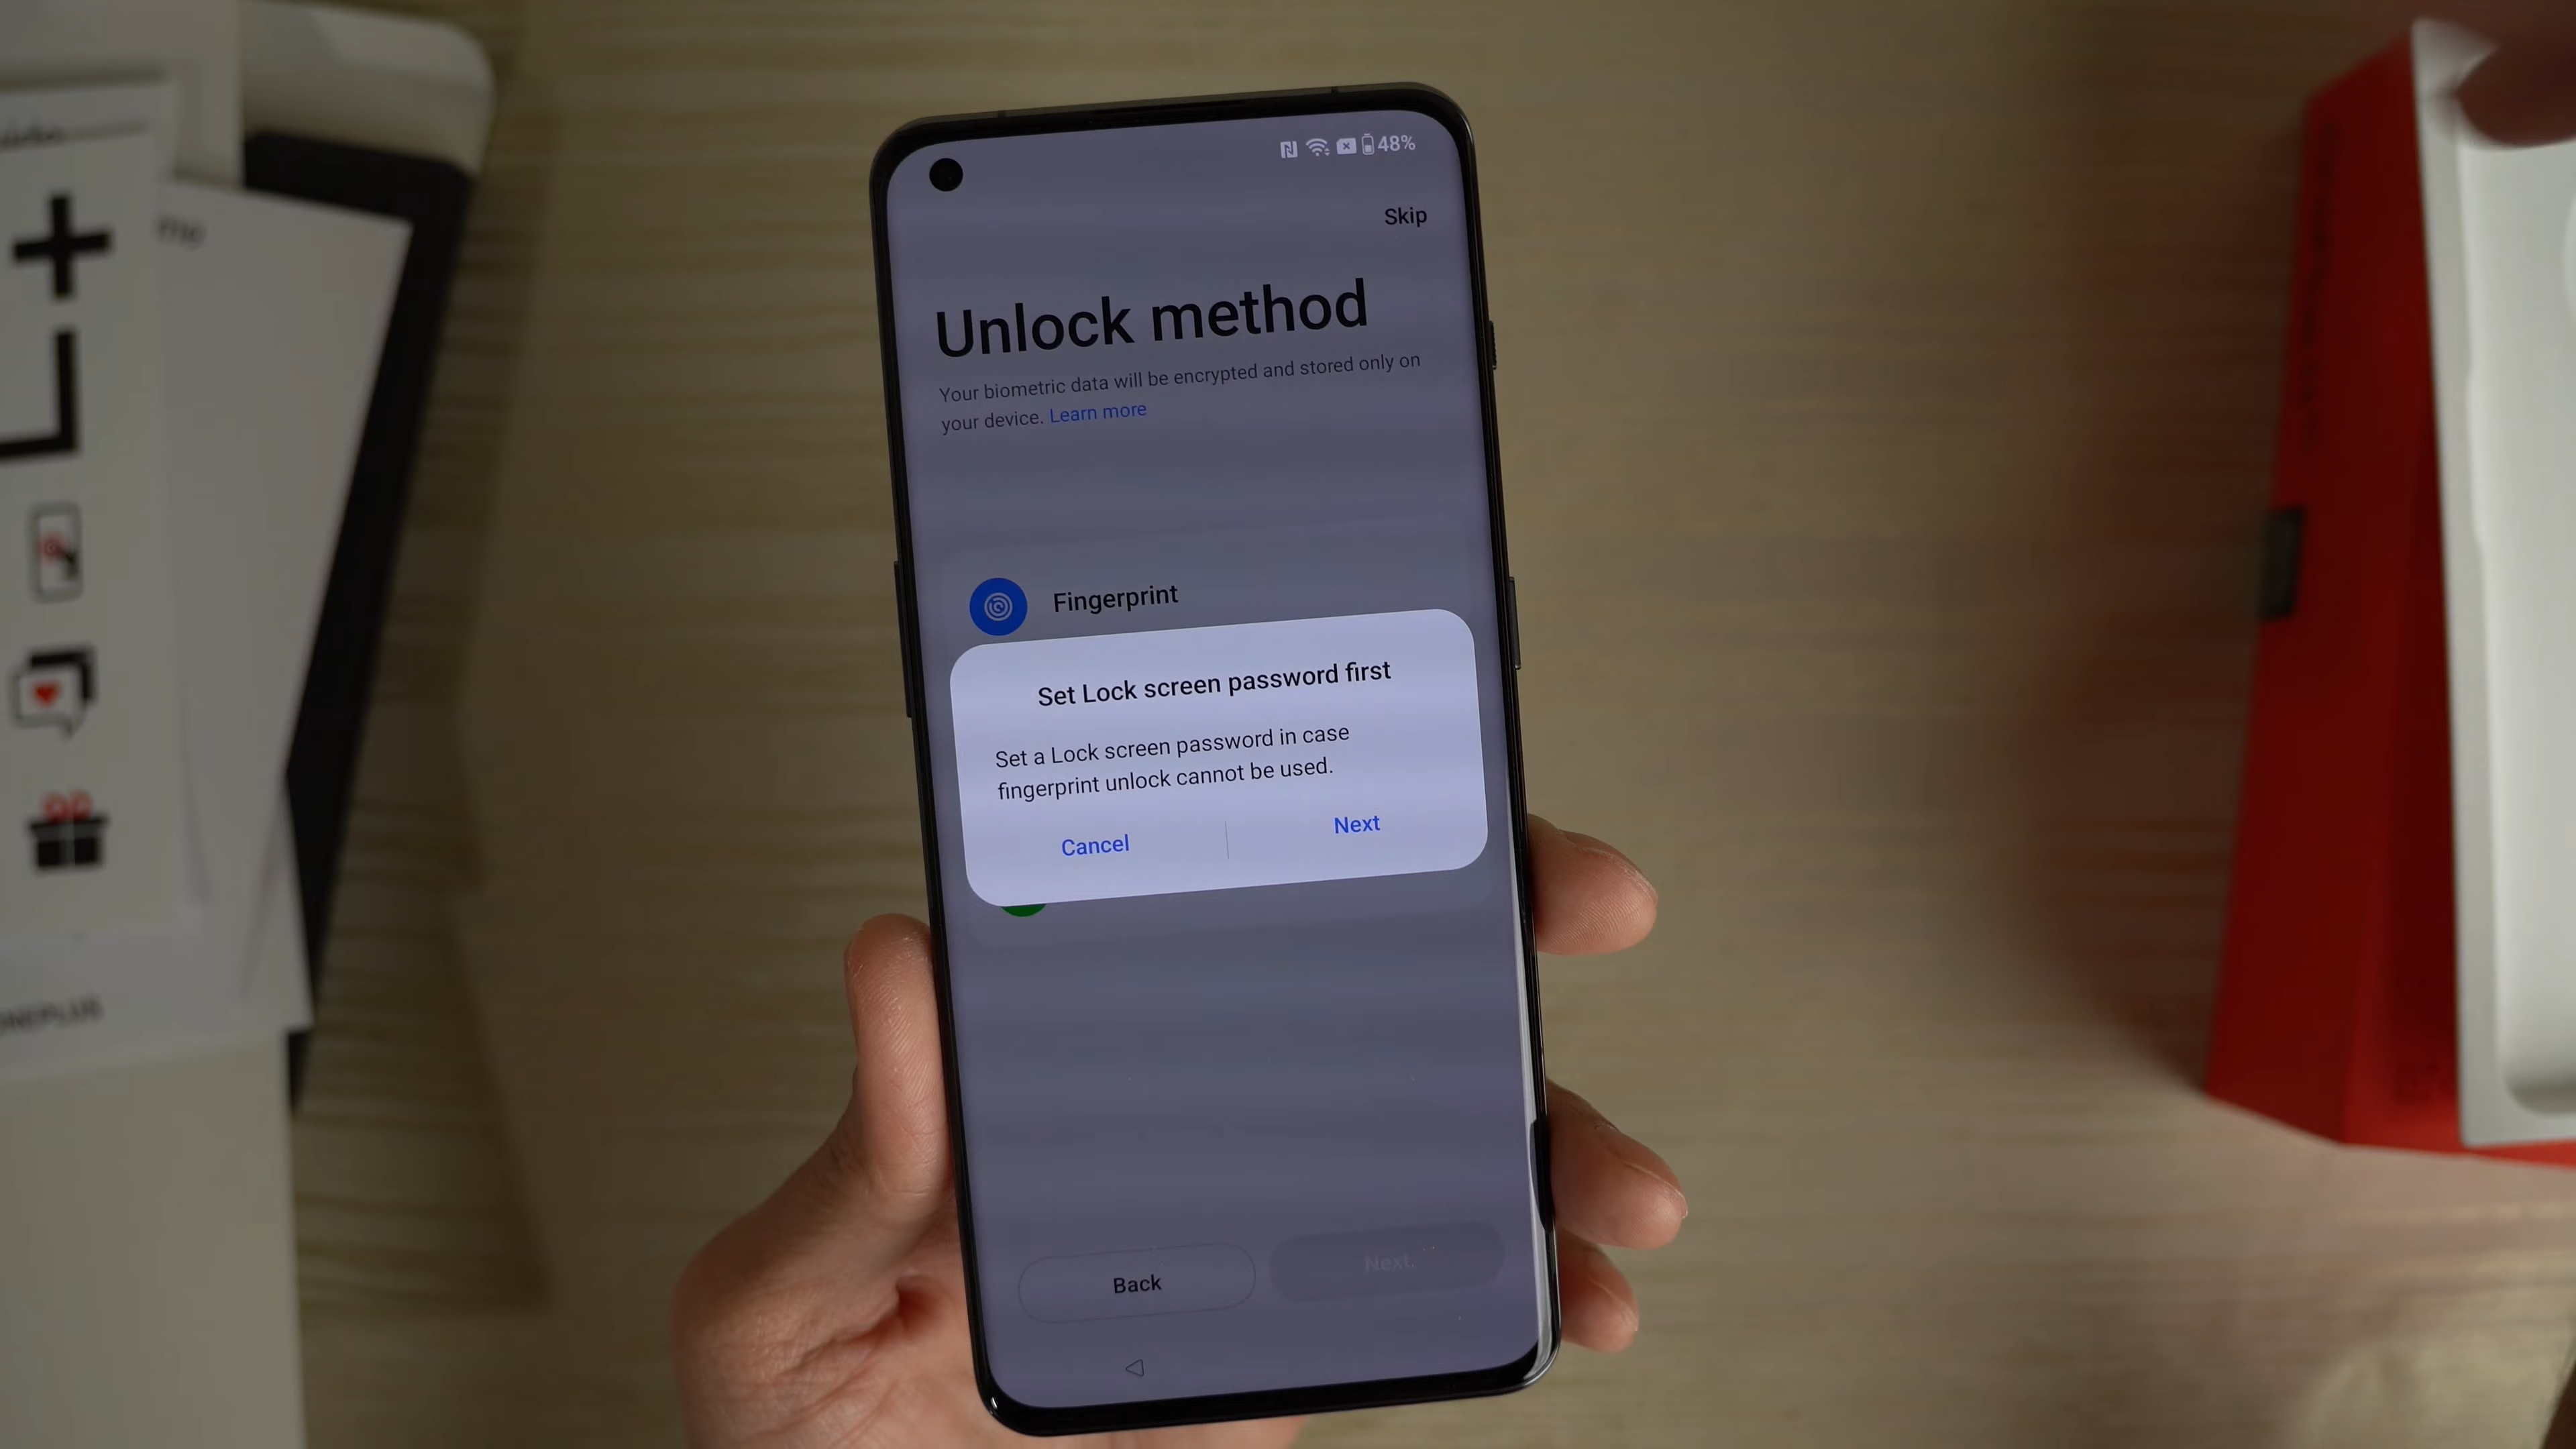 48%
Skip
Unlock method
Your biometric data will be encrypted and stored only on
your device. Learn more
Fingerprint
Set Lock screen password first
Set a Lock screen password in case
fingerprint unlock cannot be used.
Cancel
Next
Back
Next
ONEPLUS